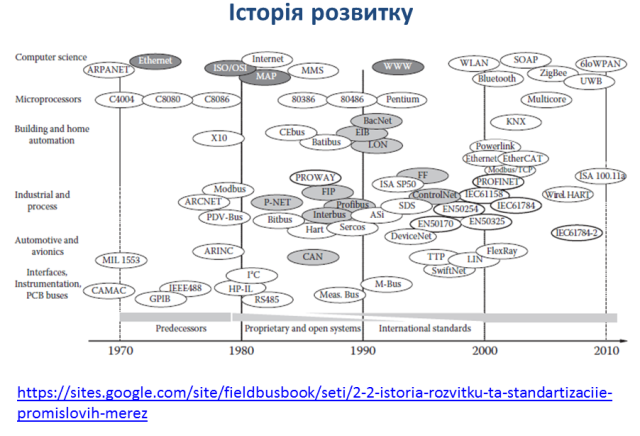 Історія розвитку
Computer science
Ethernet
Internet
ISO/OSI
ARPANET
MAP
MMS
WWW
WLAN
SOAP
Bluetooth
ZigBee
6loWPAN
UWB
Microprocessors
C4004
C8080
C8086
80386
80486
Pentium
Multicore
Building and home
automation
X10
CEbus
Batibus
BacNet
EIB
LON
KNX
Powerlink
Ethernet
EtherCAT
Modbus/TCP
PROFINET
ISA 100.11a
Industrial and
process
Modbus
ARCNET
PDV-Bus
P-NET
Bitbus
PROWAY
FIP
Profibus
Interbus
Hart
Sercos
ASi
FF
ISA SP50
ControlNet
SDS
IEC61158
EN50254
IEC61784
EN50170
EN50325
DeviceNet
Wirel.HART
IEC61784-2
Automotive and
avionics
MIL 1553
ARINC
CAN
TTP
SwiftNet
LIN
FlexRay
Interfaces,
Instrumentation,
PCB buses
CAMAC
GPIB
IEEE488
HP-IL
I²C
RS485
Meas. Bus
M-Bus
Predecessors
Proprietary and open systems
International standards
1970
1980
1990
2000
2010
https://sites.google.com/site/fieldbusbook/seti/2-2-istoria-rozvitku-ta-standartizaciie-
promislovih-merez